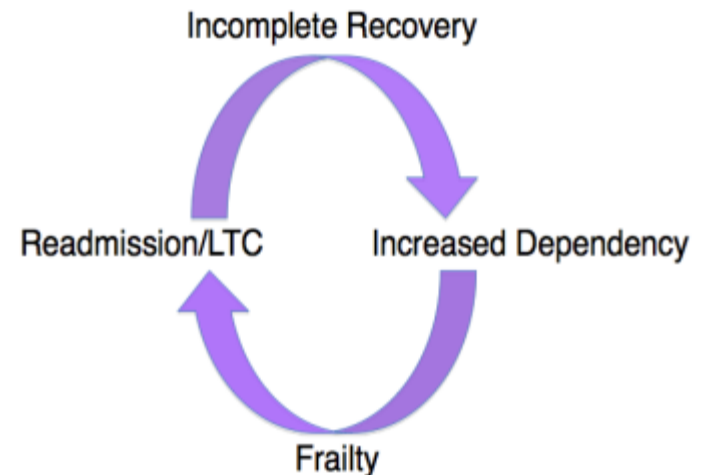 Incomplete Recovery
Readmission/LTC
Increased Dependency
Frailty